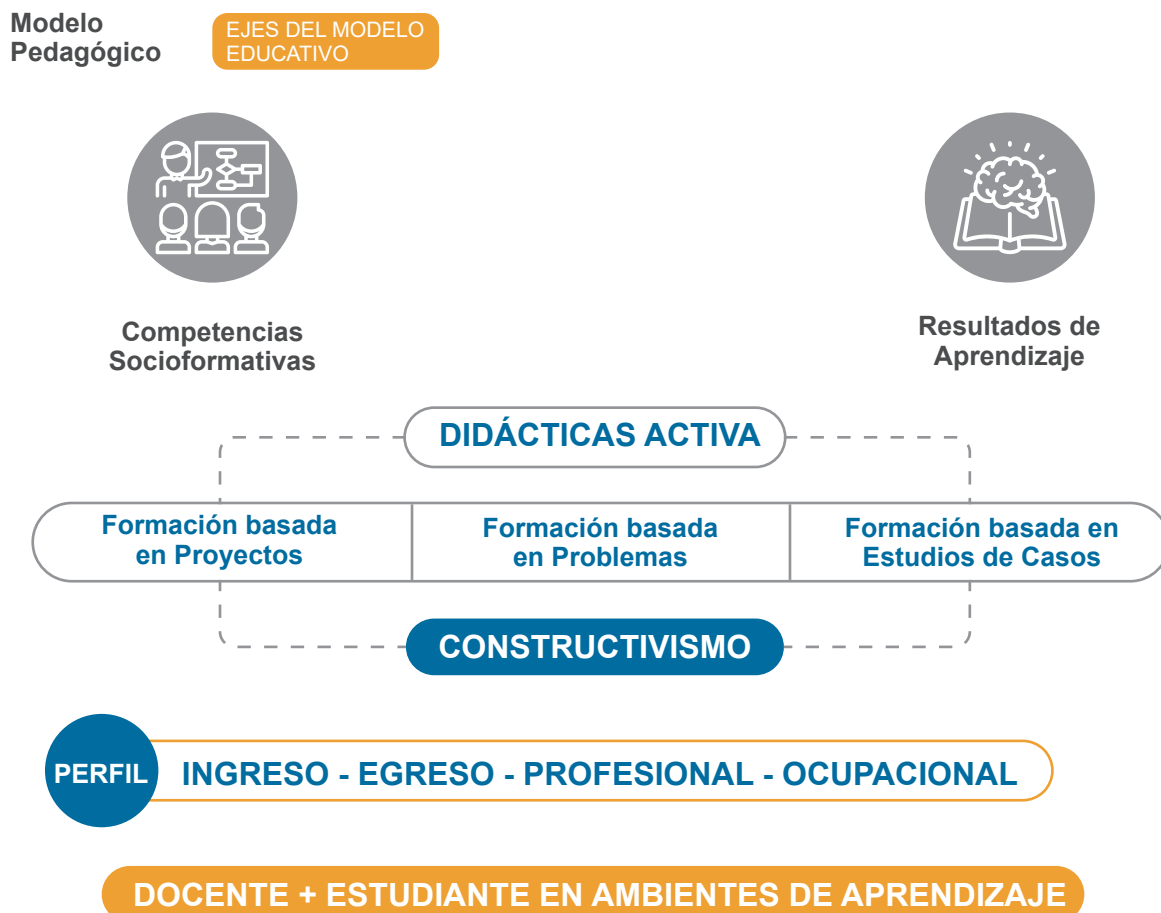 Modelo
Pedagógico
EJES DEL MODELO
EDUCATIVO
Competencias
Socioformativas
Resultados de
Aprendizaje
DIDÁCTICAS ACTIVA
Formación basada
en Proyectos
Formación basada
en Problemas
Formación basada en
Estudios de Casos
CONSTRUCTIVISMO
PERFIL
INGRESO - EGRESO - PROFESIONAL - OCUPACIONAL
DOCENTE + ESTUDIANTE EN AMBIENTES DE APRENDIZAJE